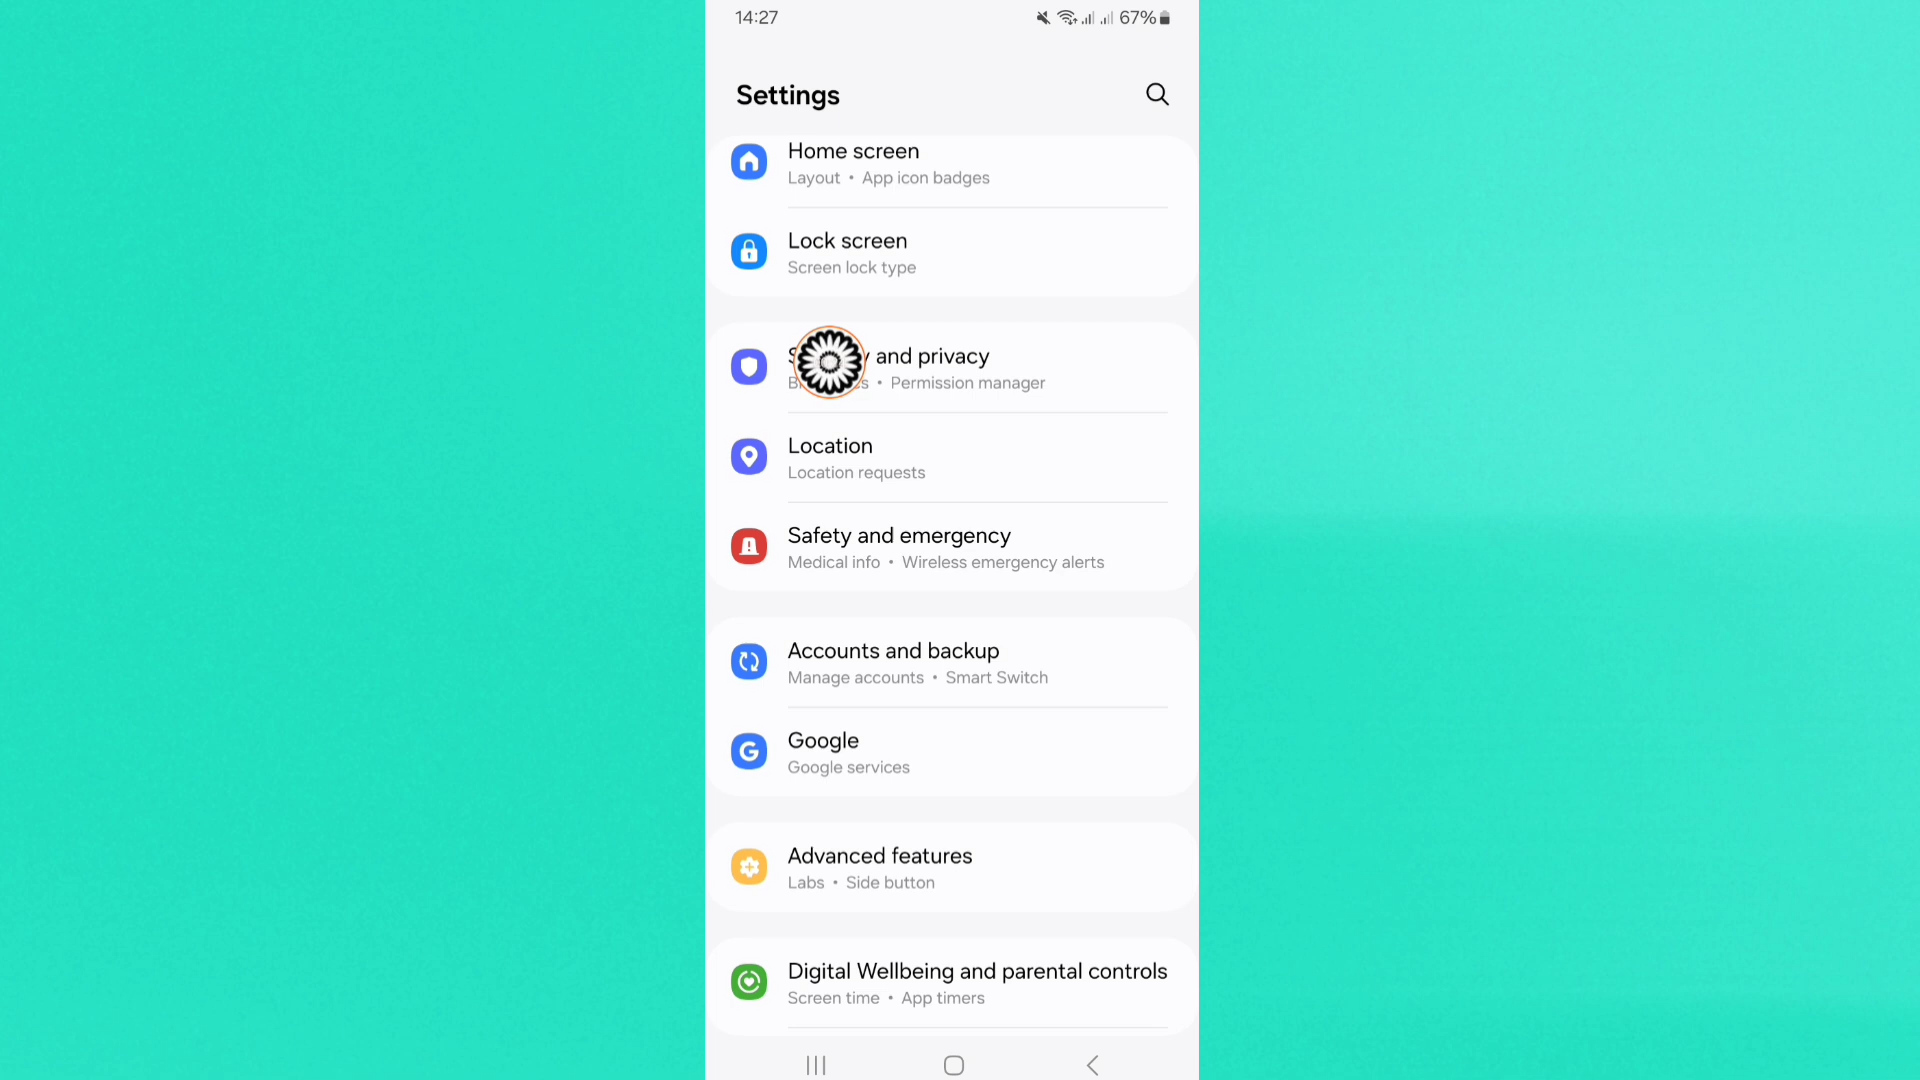 14:27
67%
Settings
Home screen
Layout • App icon badges
Lock screen
Screen lock type
and privacy
• Permission manager
Location
Location requests
Safety and emergency
Medical info • Wireless emergency alerts
Accounts and backup
Manage accounts • Smart Switch
Google
Google services
Advanced features
Labs • Side button
Digital Wellbeing and parental controls
Screen time • App timers